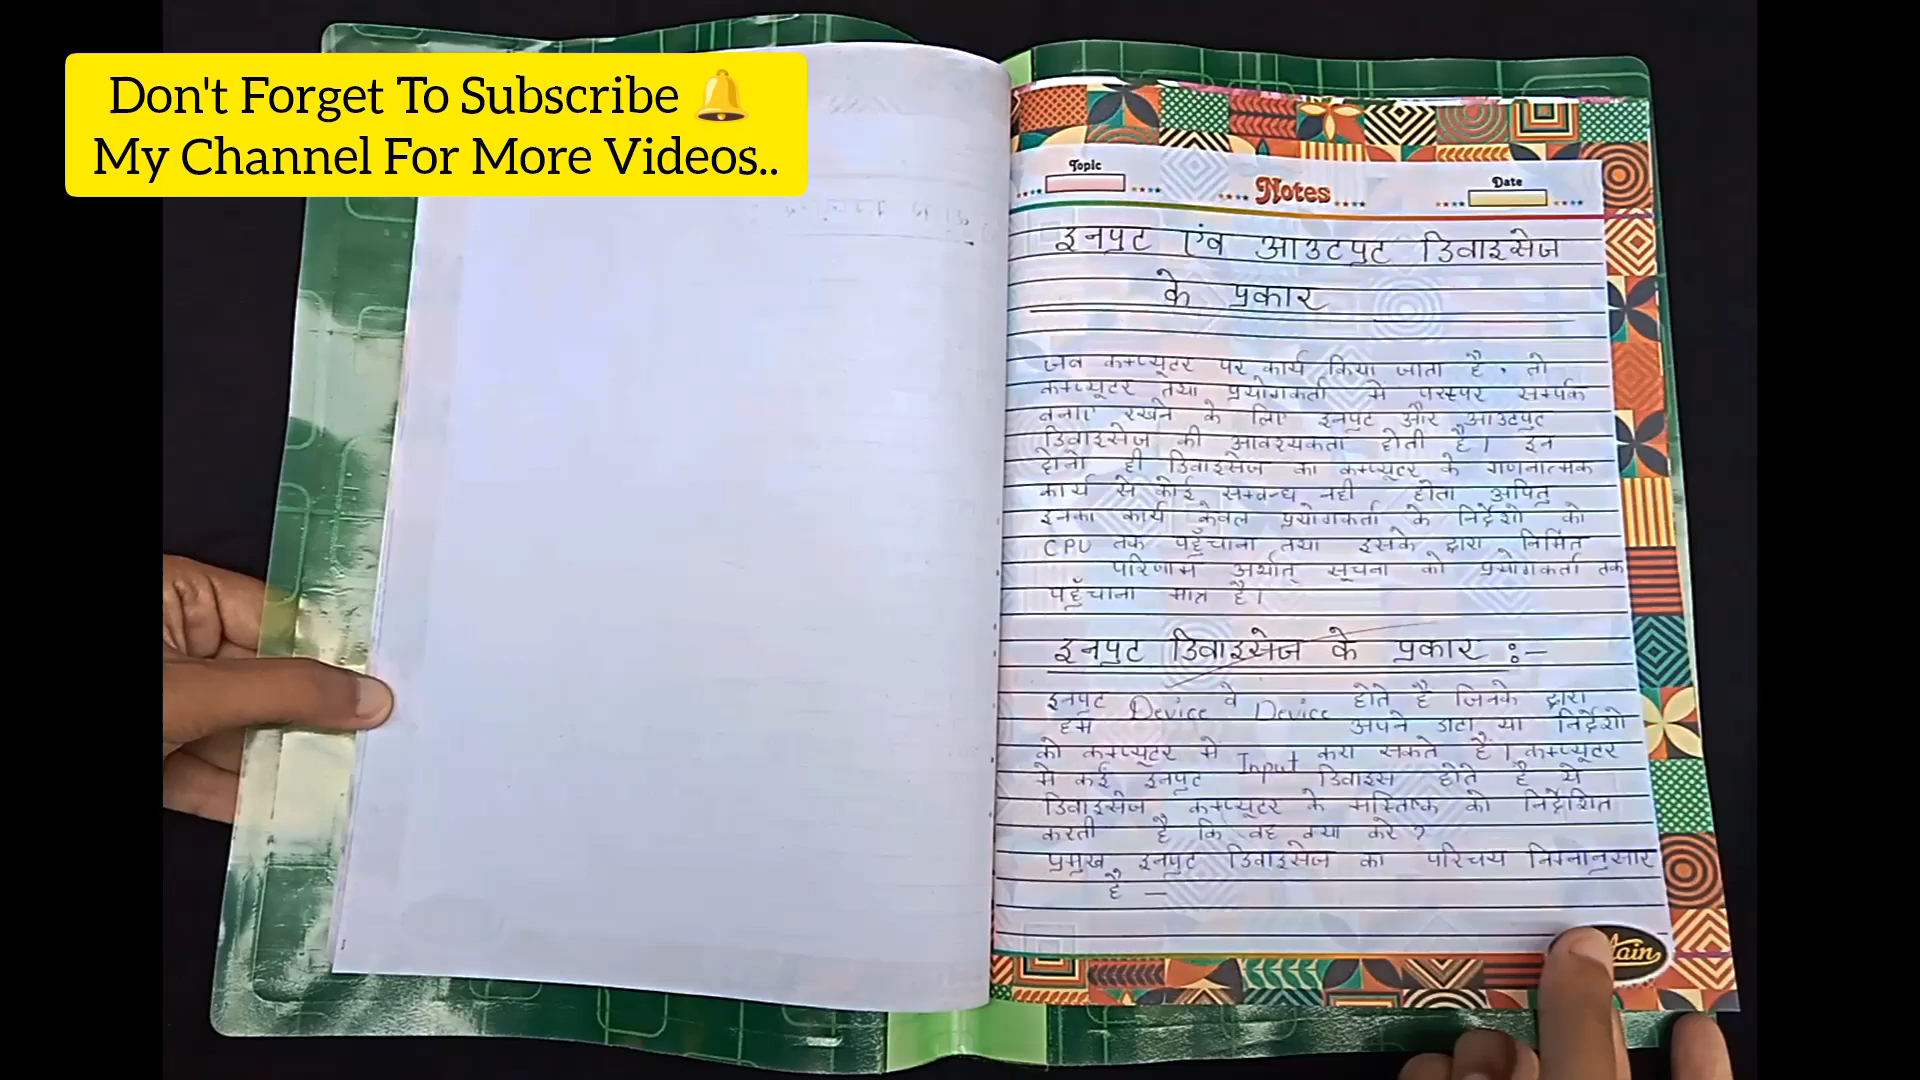 Don't Forget To Subscribe 🔔
My Channel For More Videos..
Topic
Notes
Date
इनपुट एंव आउटपुट डिवाइसेज
के प्रकार
जब कम्प्यूटर पर कार्य किया जाता है, तो
कम्प्यूटर तथा प्रयोगकर्ता मे परस्पर सम्पर्क
बनाए रखने के लिए इनपुट और आउटपुट
डिवाइसेज की आवश्यकता होती है। इन
दोनो ही डिवाइसेज का कम्प्यूटर के गणनात्मक
कार्य से कोई सम्बन्ध नही होता अपितु
इनका कार्य केवल प्रयोगकर्ता के निर्देशो को
CPU तक पहुँचाना तथा इसके द्वारा निर्मित
परिणाम अर्थात् सूचना को प्रयोगकर्ता तक
पहुँचाना मात्र है।
इनपुट डिवाइसेज के प्रकार :-
इनपुट Device वे Device होते है जिनके द्वारा
हम अपने डाटा या निर्देशो
को कम्प्यूटर में Input करा सकते हैं। कम्प्यूटर
मे कई इनपुट डिवाइस होते है ये
डिवाइसेज कम्प्यूटर के मस्तिष्क को निर्देशित
करती है कि वह क्या करे ?
प्रमुख इनपुट डिवाइसेज का परिचय निम्नानुसार
है —